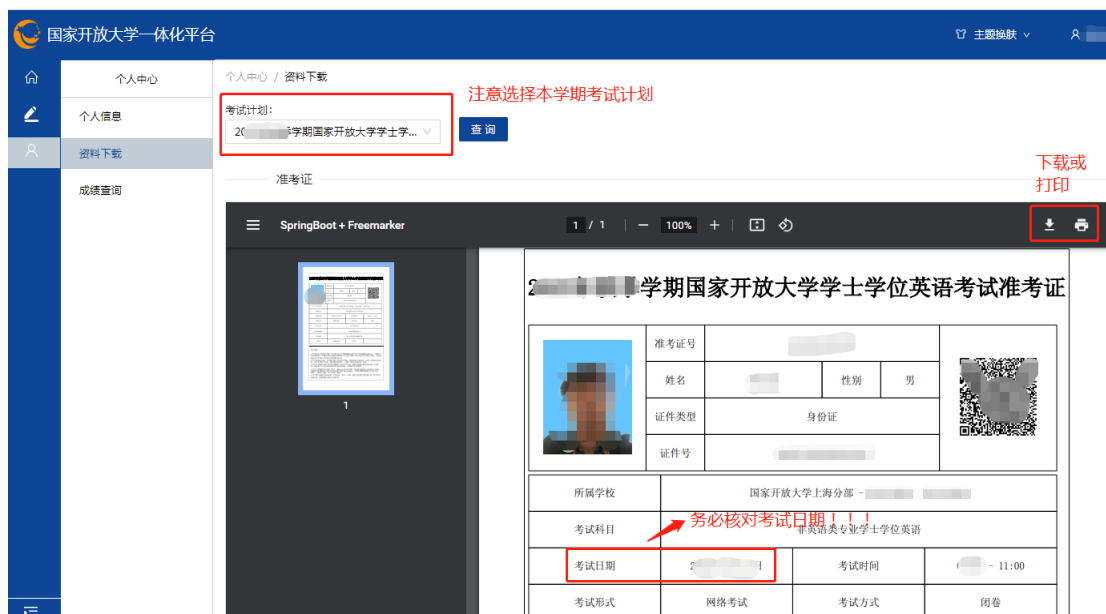 国家开放大学一体化平台
主题换肤
个人中心
个人信息
资料下载
成绩查询
个人中心 / 资料下载
注意选择本学期考试计划
考试计划:
学期国家开放大学学士学...
查 询
下载或
打印
准考证
SpringBoot + Freemarker
1 / 1
100%
1
学期国家开放大学学士学位英语考试准考证
准考证号
姓名
性别 男
证件类型 身份证
证件号
所属学校 国家开放大学上海分部 -
务必核对考试日期！！！
考试科目 非英语类专业学士学位英语
考试日期 日 考试时间 - 11:00
考试形式 网络考试 考试方式 闭卷